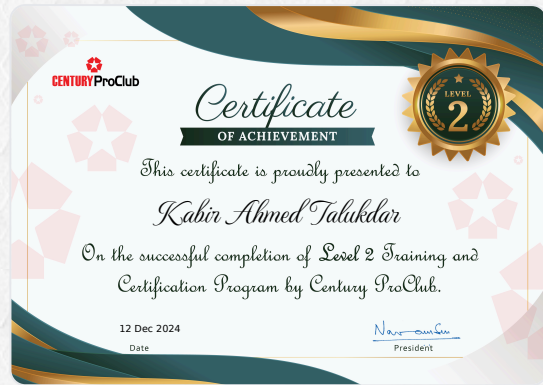 CENTURY ProClub
Certificate
OF ACHIEVEMENT
LEVEL
2
This certificate is proudly presented to
Kabir Ahmed Talukdar
On the successful completion of Level 2 Training and
Certification Program by Century ProClub.
12 Dec 2024
Date
President